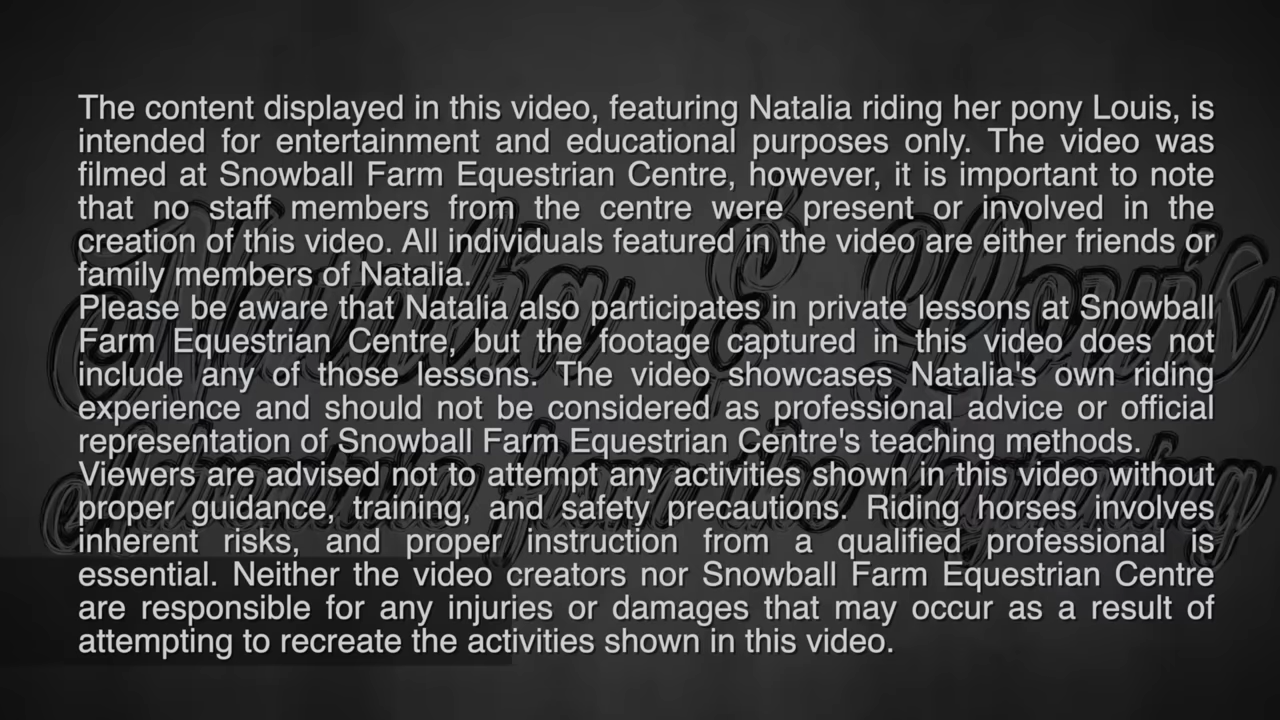 The content displayed in this video, featuring Natalia riding her pony Louis, is
intended for entertainment and educational purposes only. The video was
filmed at Snowball Farm Equestrian Centre, however, it is important to note
that no staff members from the centre were present or involved in the
creation of this video. All individuals featured in the video are either friends or
family members of Natalia.
Please be aware that Natalia also participates in private lessons at Snowball
Farm Equestrian Centre, but the footage captured in this video does not
include any of those lessons. The video showcases Natalia's own riding
experience and should not be considered as professional advice or official
representation of Snowball Farm Equestrian Centre's teaching methods.
Viewers are advised not to attempt any activities shown in this video without
proper guidance, training, and safety precautions. Riding horses involves
inherent risks, and proper instruction from a qualified professional is
essential. Neither the video creators nor Snowball Farm Equestrian Centre
are responsible for any injuries or damages that may occur as a result of
attempting to recreate the activities shown in this video.
Natalia & Louis
from the beginning